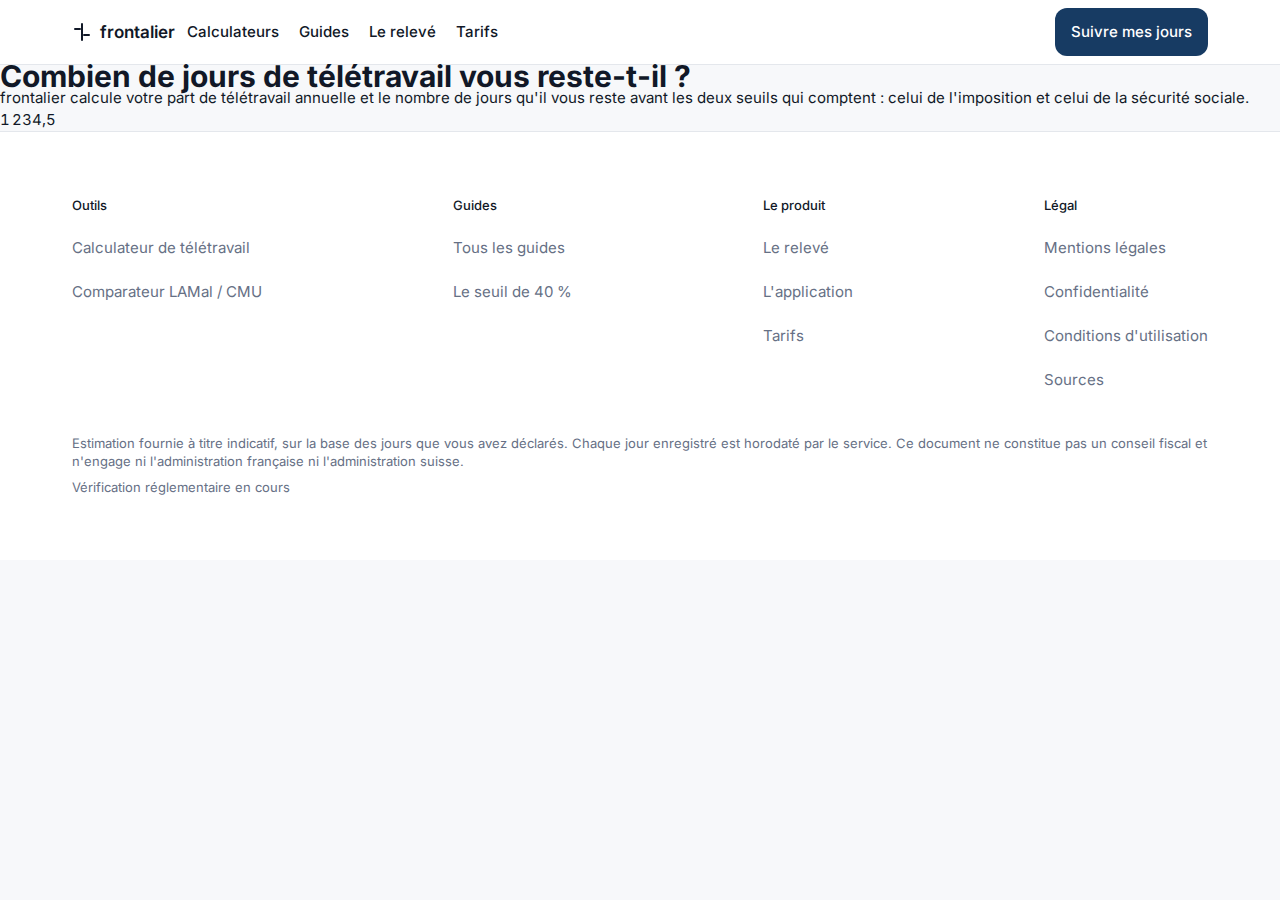 frontalier Calculateurs Guides Le relevé Tarifs Suivre mes jours
Combien de jours de télétravail vous reste-t-il ?
frontalier calcule votre part de télétravail annuelle et le nombre de jours qu'il vous reste avant les deux seuils qui comptent : celui de l'imposition et celui de la sécurité sociale.
1 234,5
Outils
Calculateur de télétravail
Comparateur LAMal / CMU
Guides
Tous les guides
Le seuil de 40 %
Le produit
Le relevé
L'application
Tarifs
Légal
Mentions légales
Confidentialité
Conditions d'utilisation
Sources
Estimation fournie à titre indicatif, sur la base des jours que vous avez déclarés. Chaque jour enregistré est horodaté par le service. Ce document ne constitue pas un conseil fiscal et
n'engage ni l'administration française ni l'administration suisse.
Vérification réglementaire en cours